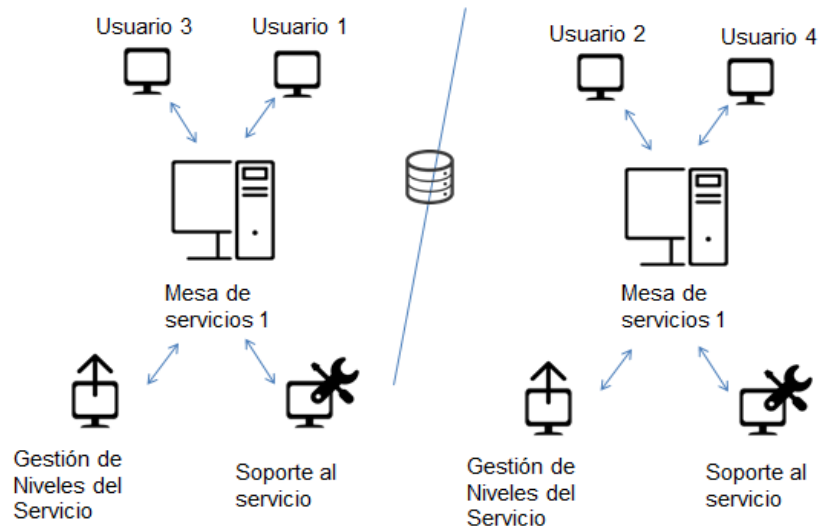 Usuario 3
Usuario 1
Usuario 2
Usuario 4
Mesa de
servicios 1
Mesa de
servicios 1
Gestión de
Niveles del
Servicio
Soporte al
servicio
Gestión de
Niveles del
Servicio
Soporte al
servicio